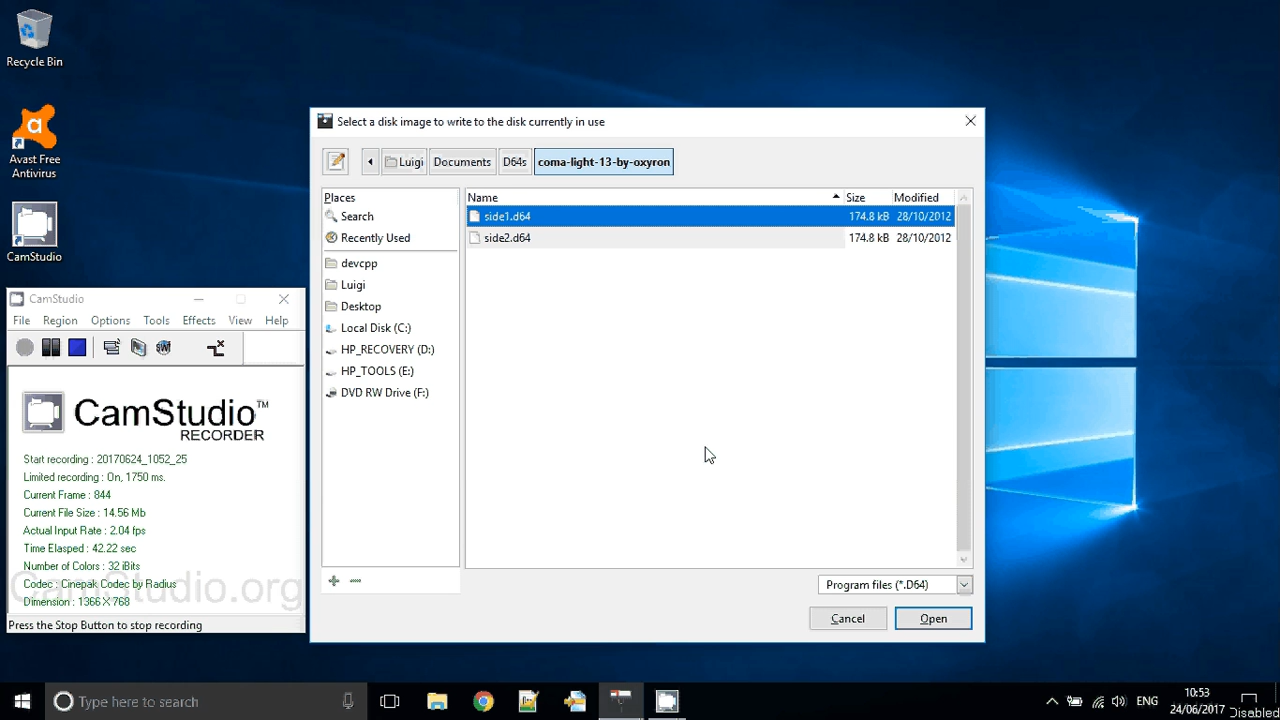 Recycle Bin
Avast Free
Antivirus
CamStudio
CamStudio
File Region Options Tools Effects View Help
CamStudio™
RECORDER
Start recording : 20170624_1052_25
Limited recording : On, 1750 ms.
Current Frame : 844
Current File Size : 14.56 Mb
Actual Input Rate : 2.04 fps
Time Elasped : 42.22 sec
Number of Colors : 32 iBits
Codec : Cinepak Codec by Radius
Dimension : 1366 X 768
CamStudio.org
Press the Stop Button to stop recording
Select a disk image to write to the disk currently in use
Luigi Documents D64s coma-light-13-by-oxyron
Places
Search
Recently Used
devcpp
Luigi
Desktop
Local Disk (C:)
HP_RECOVERY (D:)
HP_TOOLS (E:)
DVD RW Drive (F:)
Name Size Modified
side1.d64 174.8 kB 28/10/2012
side2.d64 174.8 kB 28/10/2012
Program files (*.D64)
Cancel Open
Type here to search
ENG
10:53
24/06/2017
Disabled